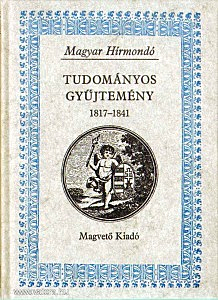 Magyar Hírmondó
TUDOMÁNYOS
GYŰJTEMÉNY
1817–1841
Magvető Kiadó